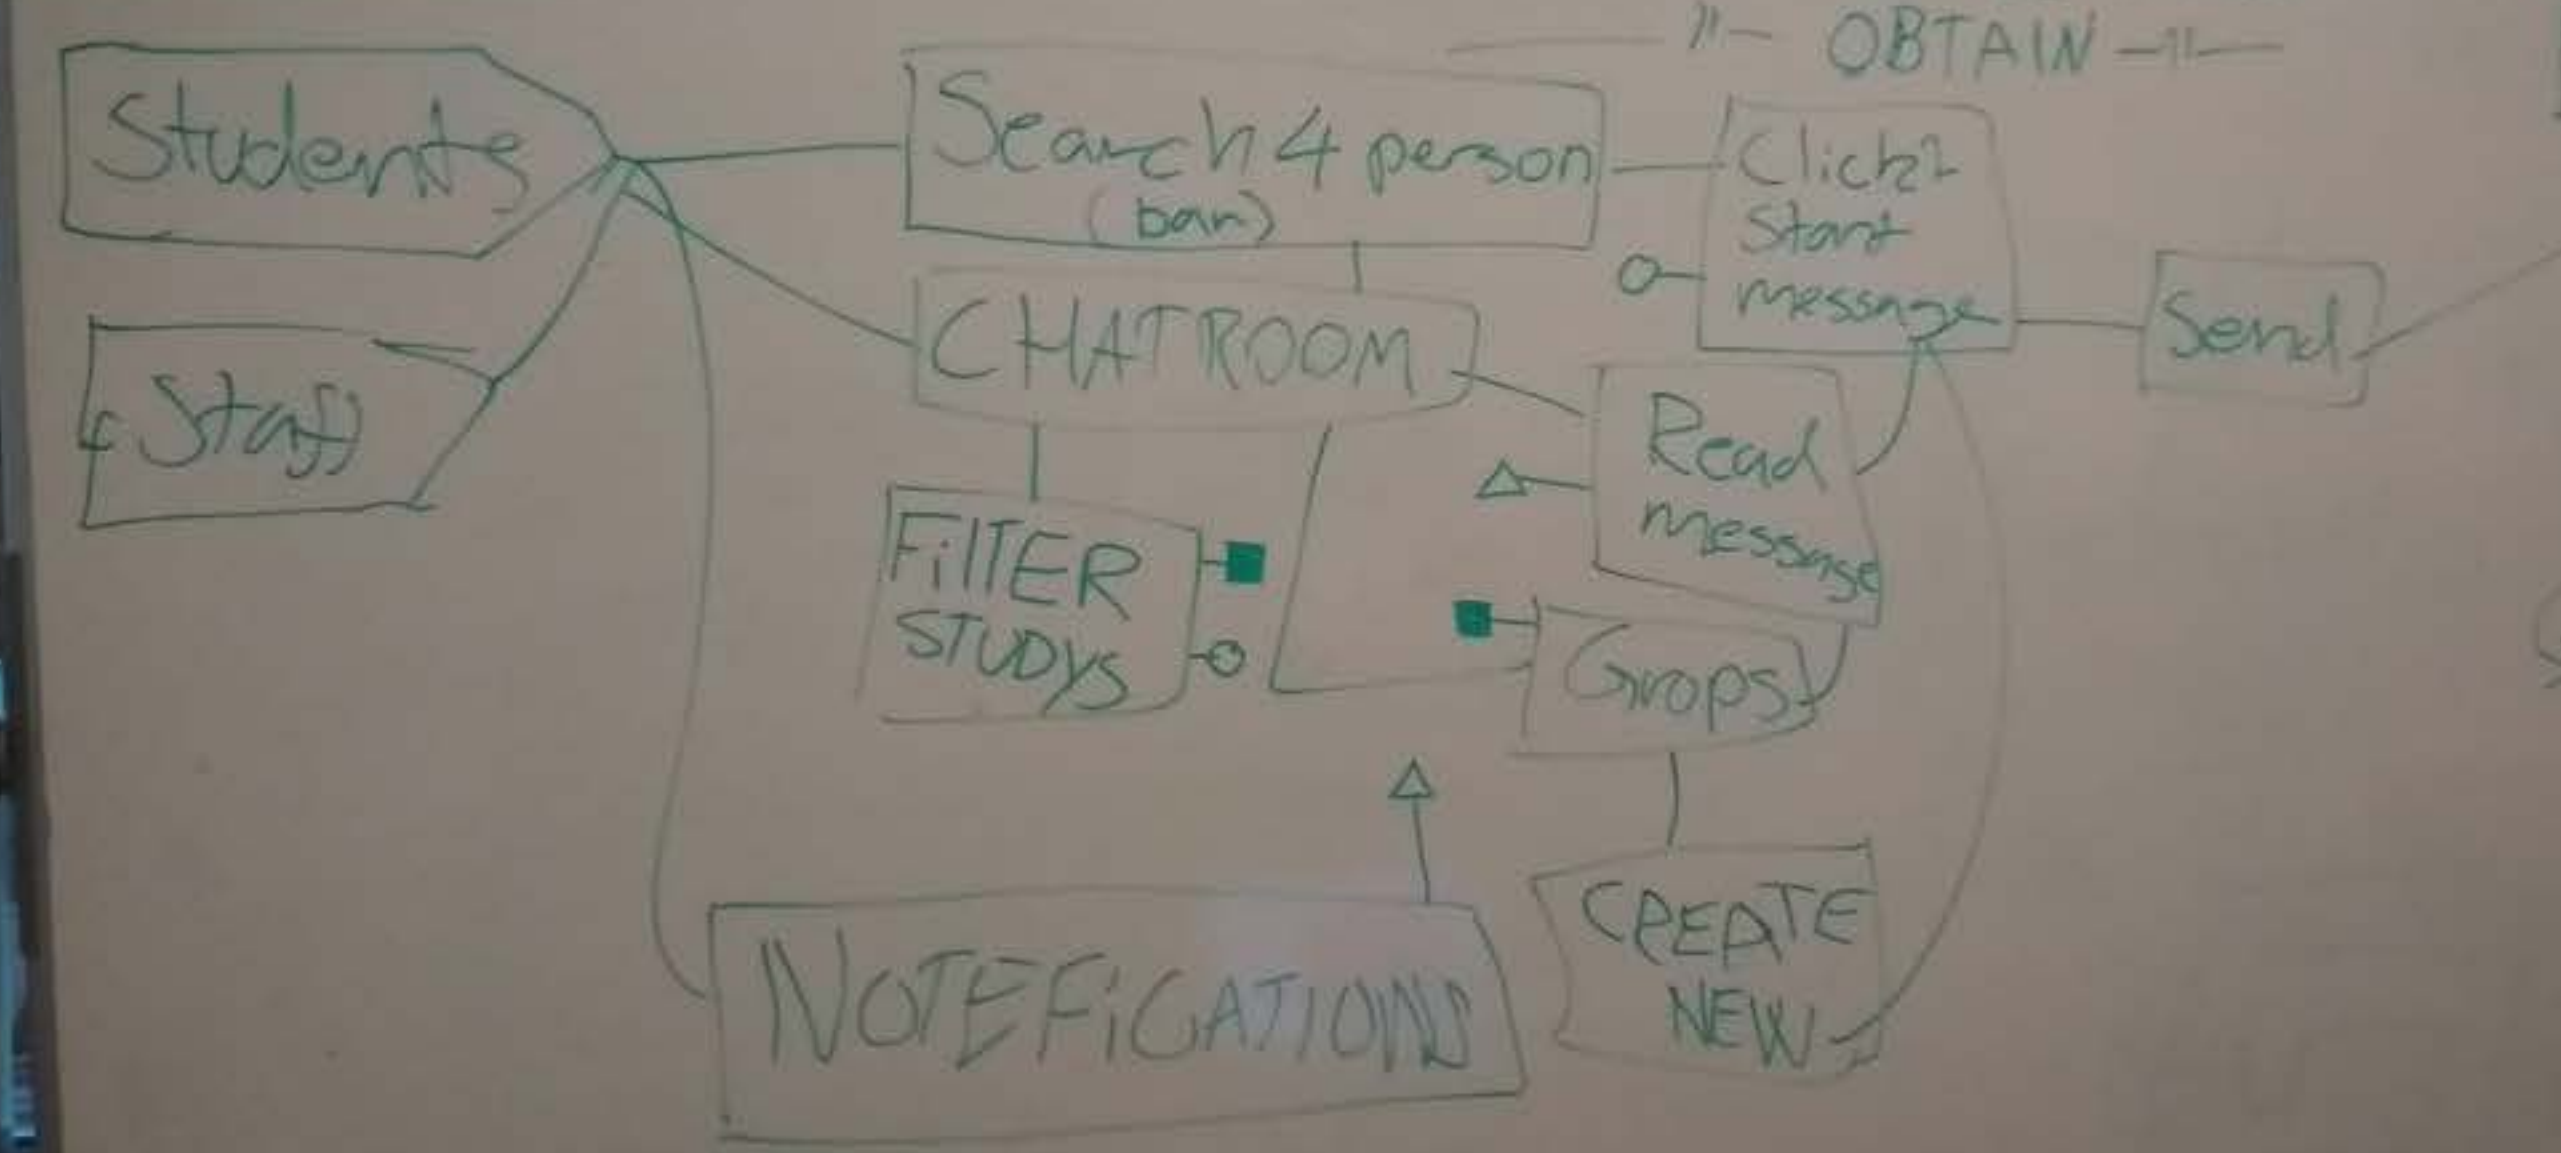 OBTAIN
Students
Search 4 person
(bar)
Click 2
Start
message
Send
CHATROOM
Staff
Read
message
FilTER
STUDYS
Grops
CREATE
NEW
NOTEFiCATIONS